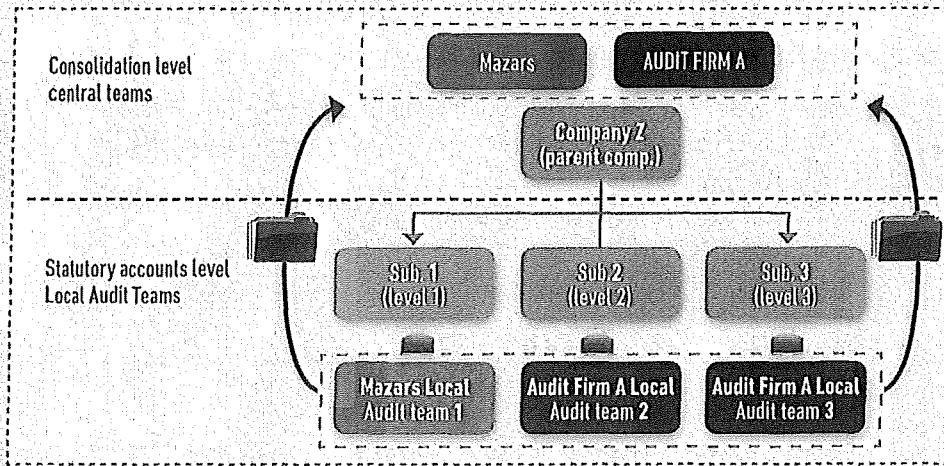 Consolidation level
central teams
Mazars
AUDIT FIRM A
Company Z
(parent comp.)
Statutory accounts level
Local Audit Teams
Sub. 1
(level 1)
Sub. 2
(level 2)
Sub. 3
(level 3)
Mazars Local
Audit team 1
Audit Firm A Local
Audit team 2
Audit Firm A Local
Audit team 3